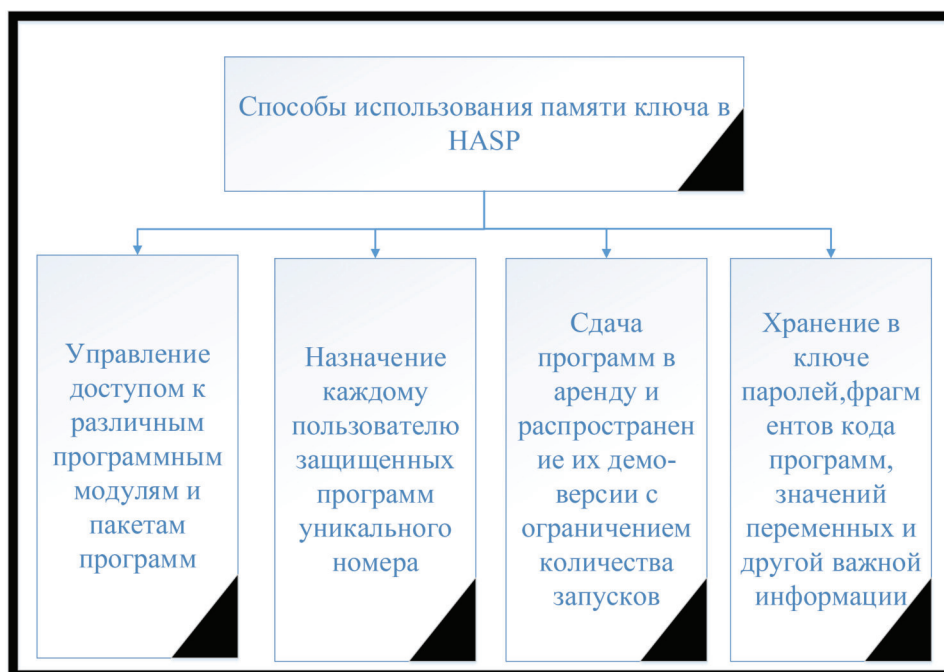 Способы использования памяти ключа в
HASP
Управление
доступом к
различным
программным
модулям и
пакетам
программ
Назначение
каждому
пользователю
защищенных
программ
уникального
номера
Сдача
программ в
аренду и
распространен
ие их демо-
версии с
ограничением
количества
запусков
Хранение в
ключе
паролей,фрагм
ентов кода
программ,
значений
переменных и
другой важной
информации